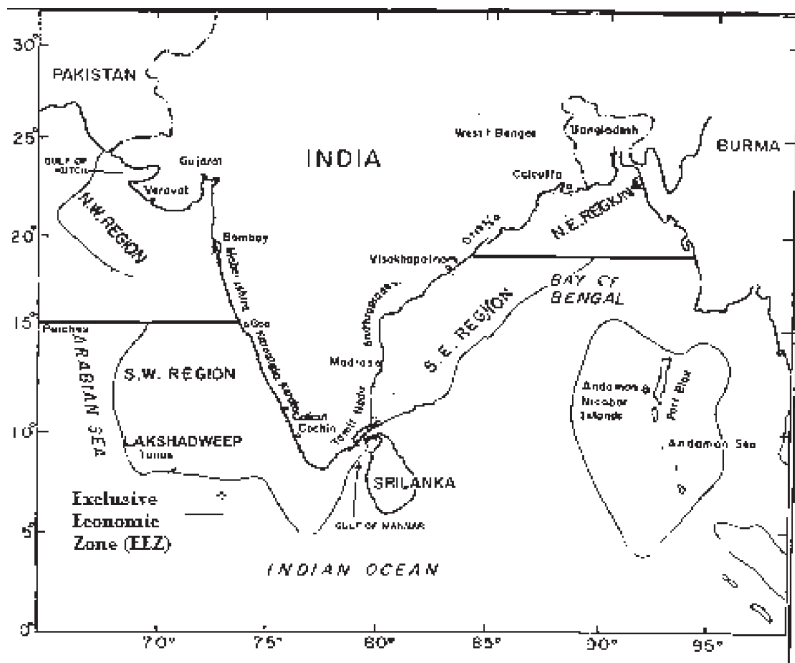 30°
PAKISTAN
25°
West Bengal
Bangladesh
BURMA
GULF OF
KUTCH
Gujarat
INDIA
Calcutta
Veraval
N.W. REGION
N.E. REGION
20°
Bombay
Visakhapatnam
BAY OF
BENGAL
15°
Goa
S.E. REGION
ARABIAN SEA
S.W. REGION
Madras
Andaman
Nicobar
Islands
Port Blair
Tamil Nadu
Calicut
Cochin
10°
LAKSHADWEEP
Andaman Sea
SRILANKA
Exclusive
Economic
Zone (EEZ)
GULF OF MANNAR
5°
INDIAN OCEAN
0°
70°
75°
80°
85°
90°
95°